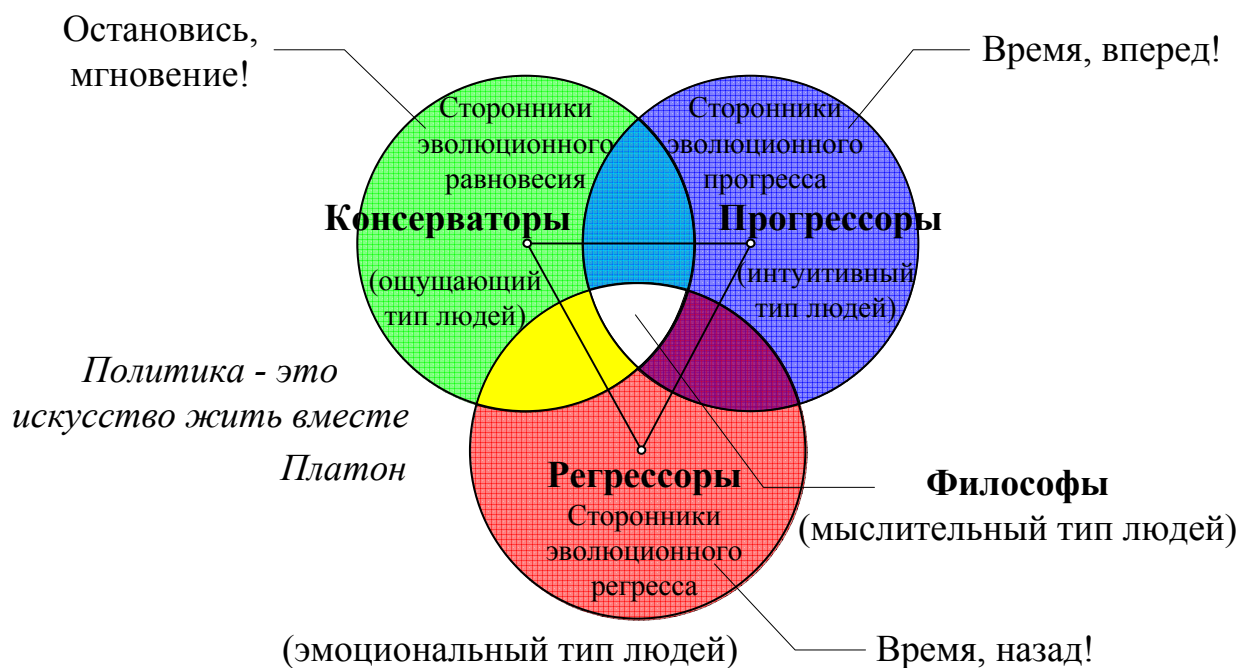 Остановись,
мгновение!
Время, вперед!
Сторонники
эволюционного
равновесия
Консерваторы
(ощущающий
тип людей)
Сторонники
эволюционного
прогресса
Прогрессоры
(интуитивный
тип людей)
Политика - это
искусство жить вместе
Платон
Регрессоры
Сторонники
эволюционного
регресса
(эмоциональный тип людей)
Философы
(мыслительный тип людей)
Время, назад!